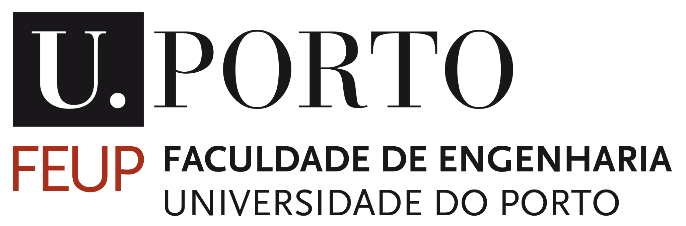 U. PORTO
FEUP FACULDADE DE ENGENHARIA
UNIVERSIDADE DO PORTO